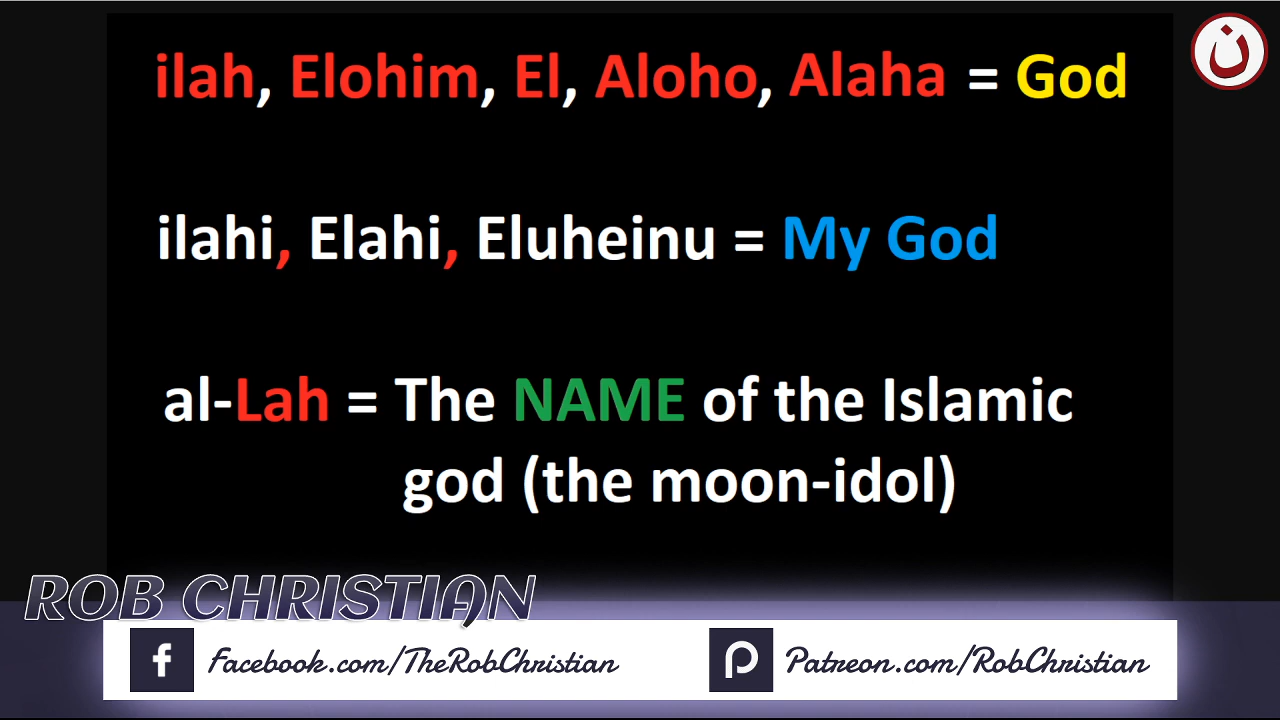 ilah, Elohim, El, Aloho, Alaha = God
ن
ilahi, Elahi, Eluheinu = My God
al-Lah = The NAME of the Islamic
god (the moon-idol)
ROB CHRISTIAN
f Facebook.com/TheRobChristian
Patreon.com/RobChristian